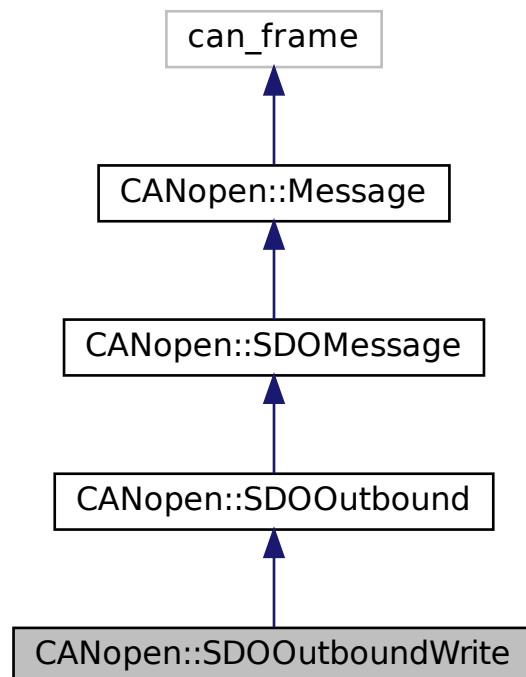 can_frame
CANopen::Message
CANopen::SDOMessage
CANopen::SDOOutbound
CANopen::SDOOutboundWrite